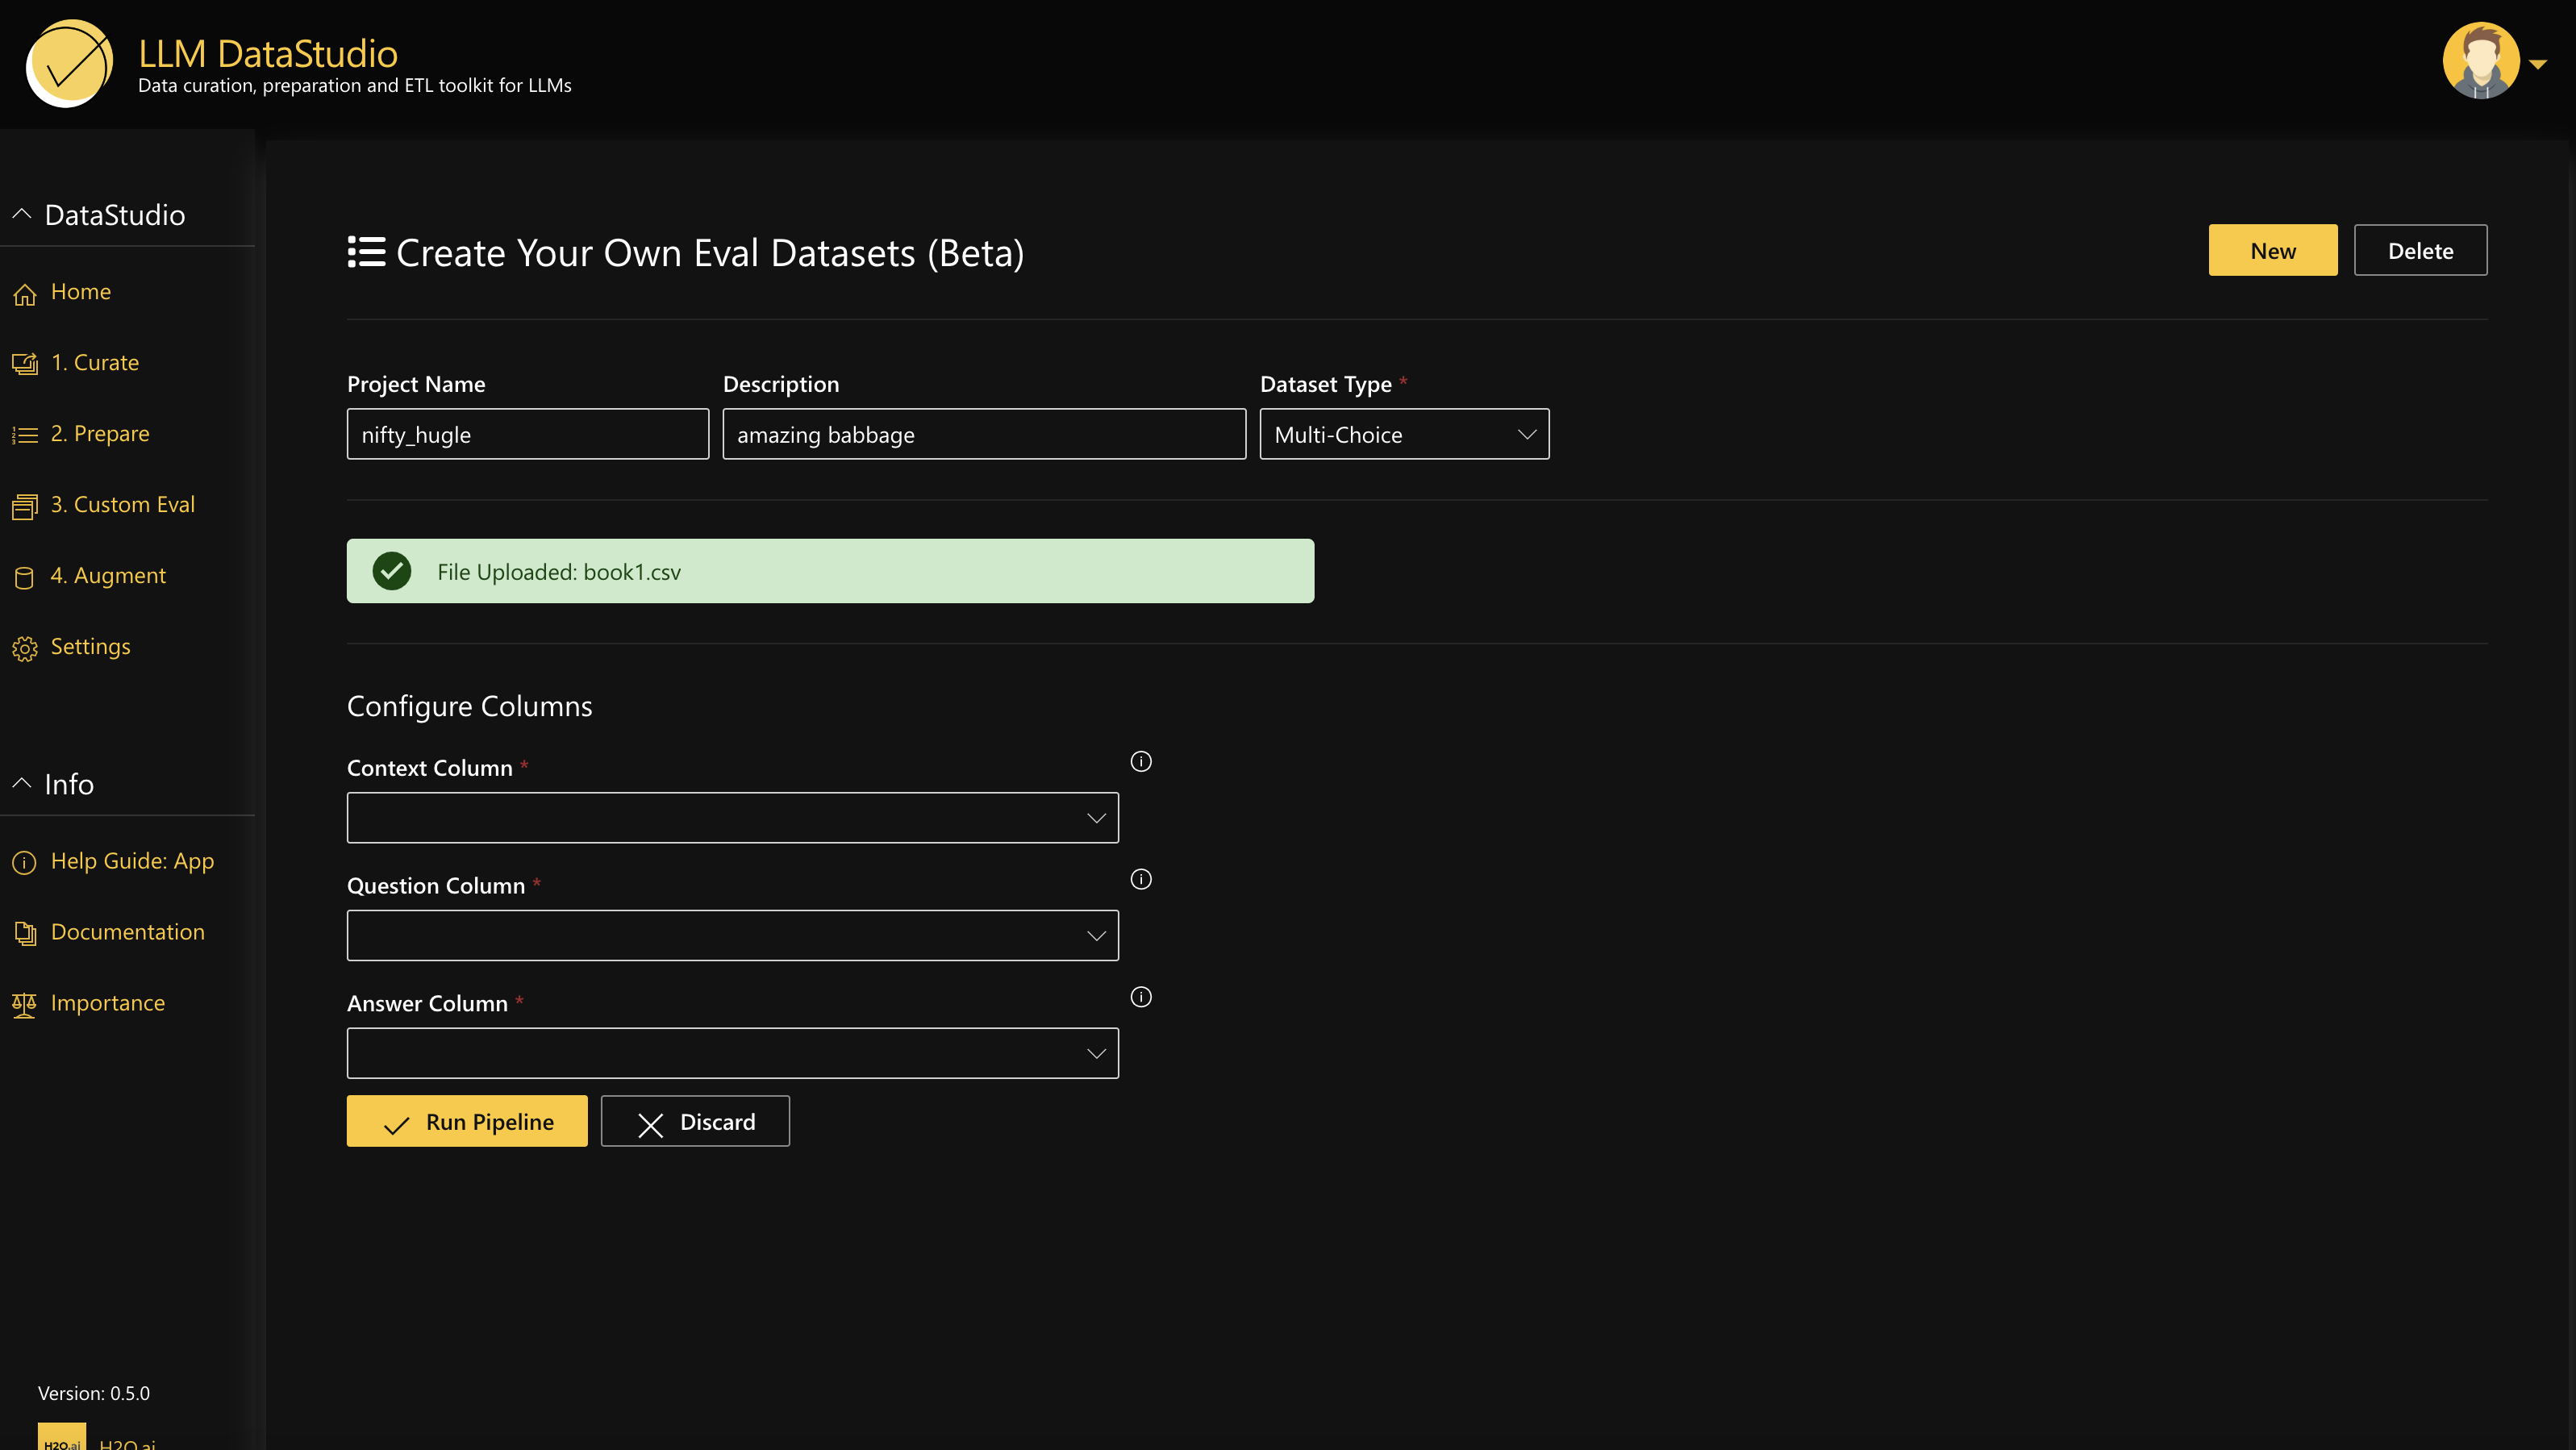 LLM DataStudio
Data curation, preparation and ETL toolkit for LLMs
DataStudio
Home
1. Curate
2. Prepare
3. Custom Eval
4. Augment
Settings
Info
Help Guide: App
Documentation
Importance
Version: 0.5.0
H2O.ai H2O.ai
Create Your Own Eval Datasets (Beta)
New Delete
Project Name Description Dataset Type *
nifty_hugle amazing babbage Multi-Choice
File Uploaded: book1.csv
Configure Columns
Context Column *
Question Column *
Answer Column *
Run Pipeline Discard